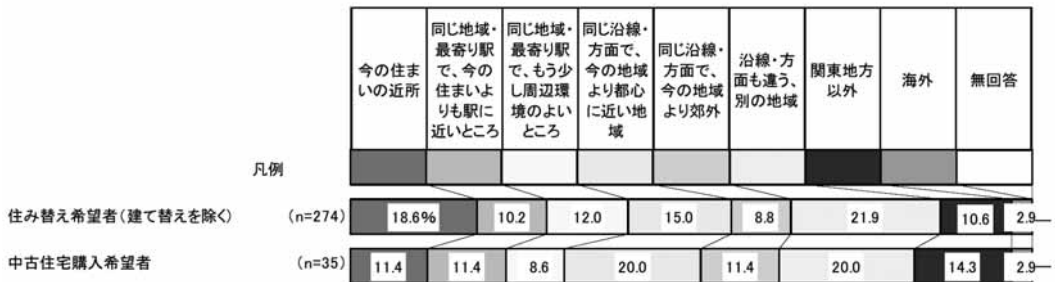 今の住ま
いの近所
同じ地域・
最寄り駅
で、今の
住まいよ
りも駅に
近いところ
同じ地域・
最寄り駅
で、もう少
し周辺環
境のよい
ところ
同じ沿線・
方面で、
今の地域
より都心
に近い地
域
同じ沿線・
方面で、
今の地域
より郊外
沿線・方
面も違う、
別の地域
関東地方
以外
海外
無回答
凡例
住み替え希望者(建て替えを除く) (n=274) 18.6% 10.2 12.0 15.0 8.8 21.9 10.6 2.9
中古住宅購入希望者 (n=35) 11.4 11.4 8.6 20.0 11.4 20.0 14.3 2.9